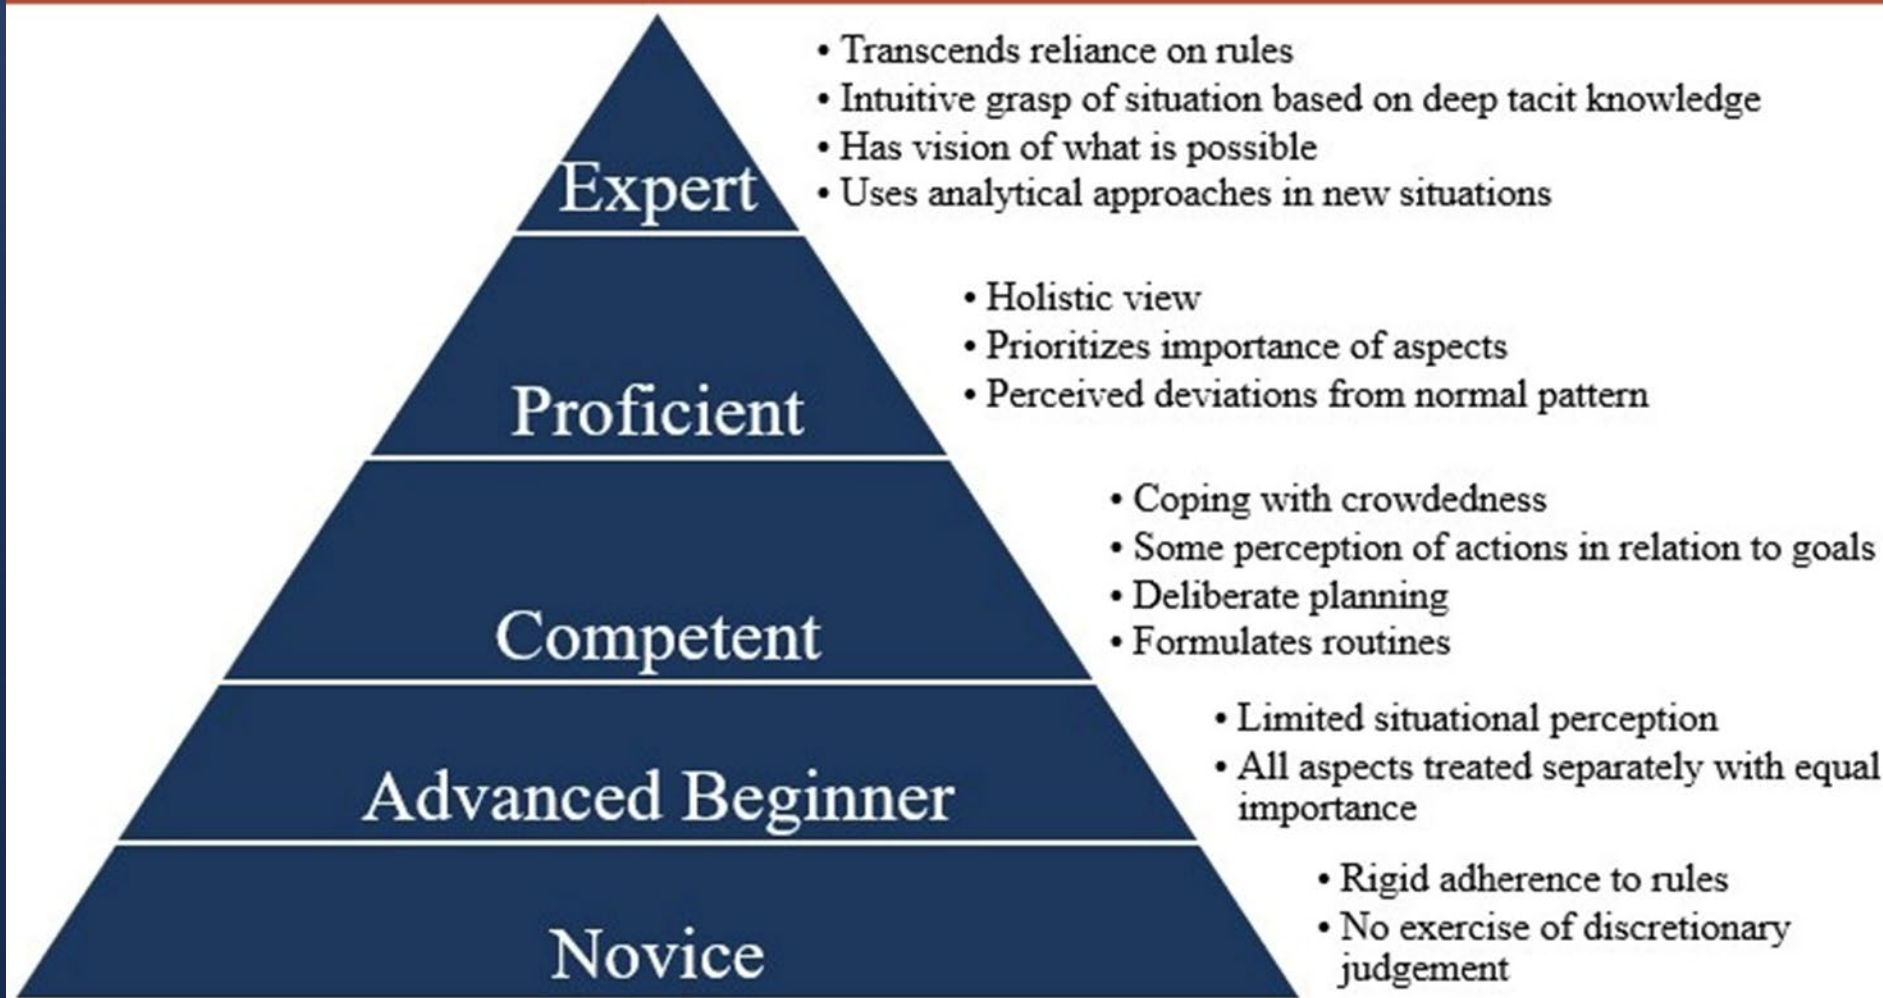 • Transcends reliance on rules
• Intuitive grasp of situation based on deep tacit knowledge
• Has vision of what is possible
• Uses analytical approaches in new situations
Expert
• Holistic view
• Prioritizes importance of aspects
• Perceived deviations from normal pattern
Proficient
• Coping with crowdedness
• Some perception of actions in relation to goals
• Deliberate planning
• Formulates routines
Competent
• Limited situational perception
• All aspects treated separately with equal
importance
Advanced Beginner
• Rigid adherence to rules
• No exercise of discretionary
judgement
Novice